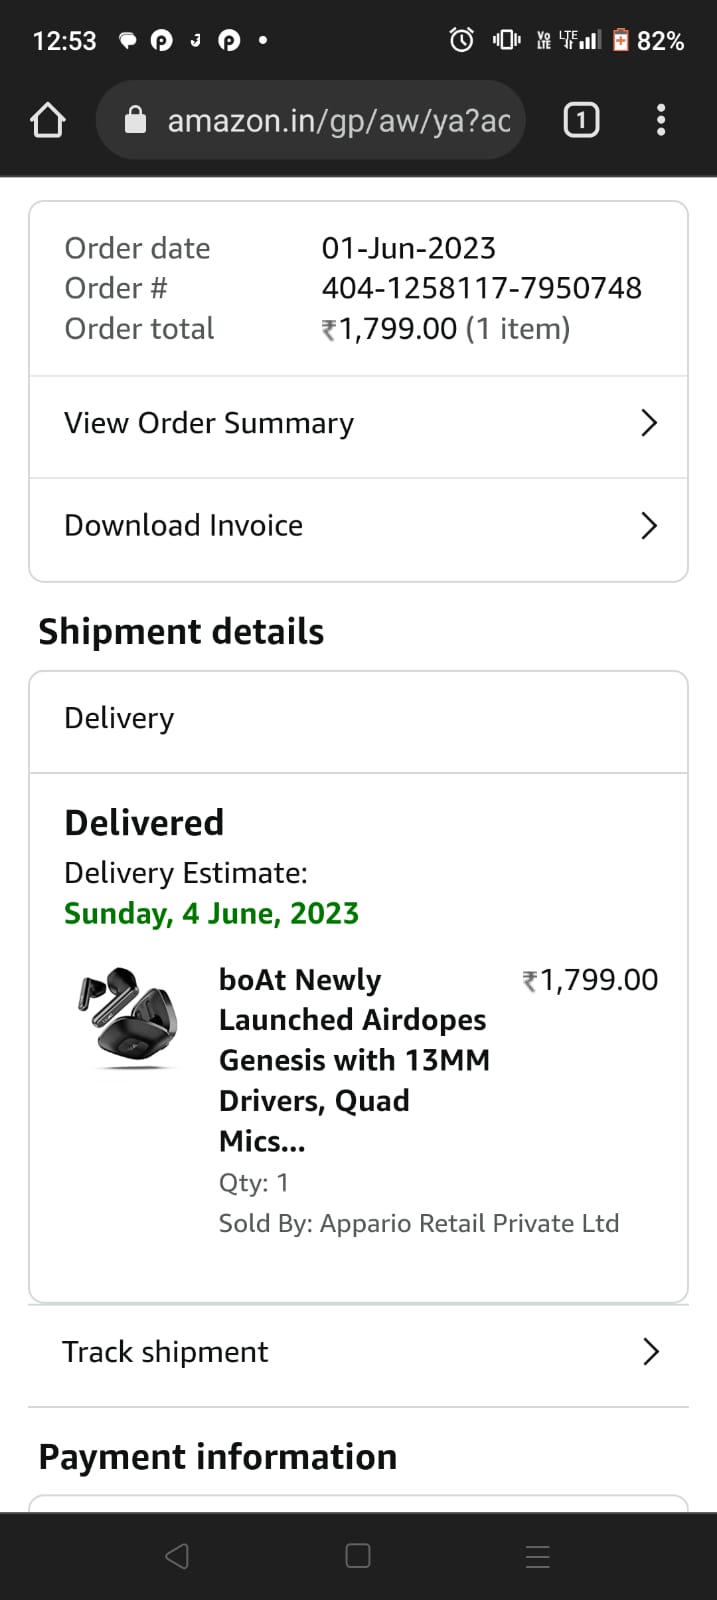 12:53
82%
amazon.in/gp/aw/ya?ac
1
Order date 01-Jun-2023
Order # 404-1258117-7950748
Order total ₹1,799.00 (1 item)
View Order Summary
Download Invoice
Shipment details
Delivery
Delivered
Delivery Estimate:
Sunday, 4 June, 2023
boAt Newly ₹1,799.00
Launched Airdopes
Genesis with 13MM
Drivers, Quad
Mics...
Qty: 1
Sold By: Appario Retail Private Ltd
Track shipment
Payment information